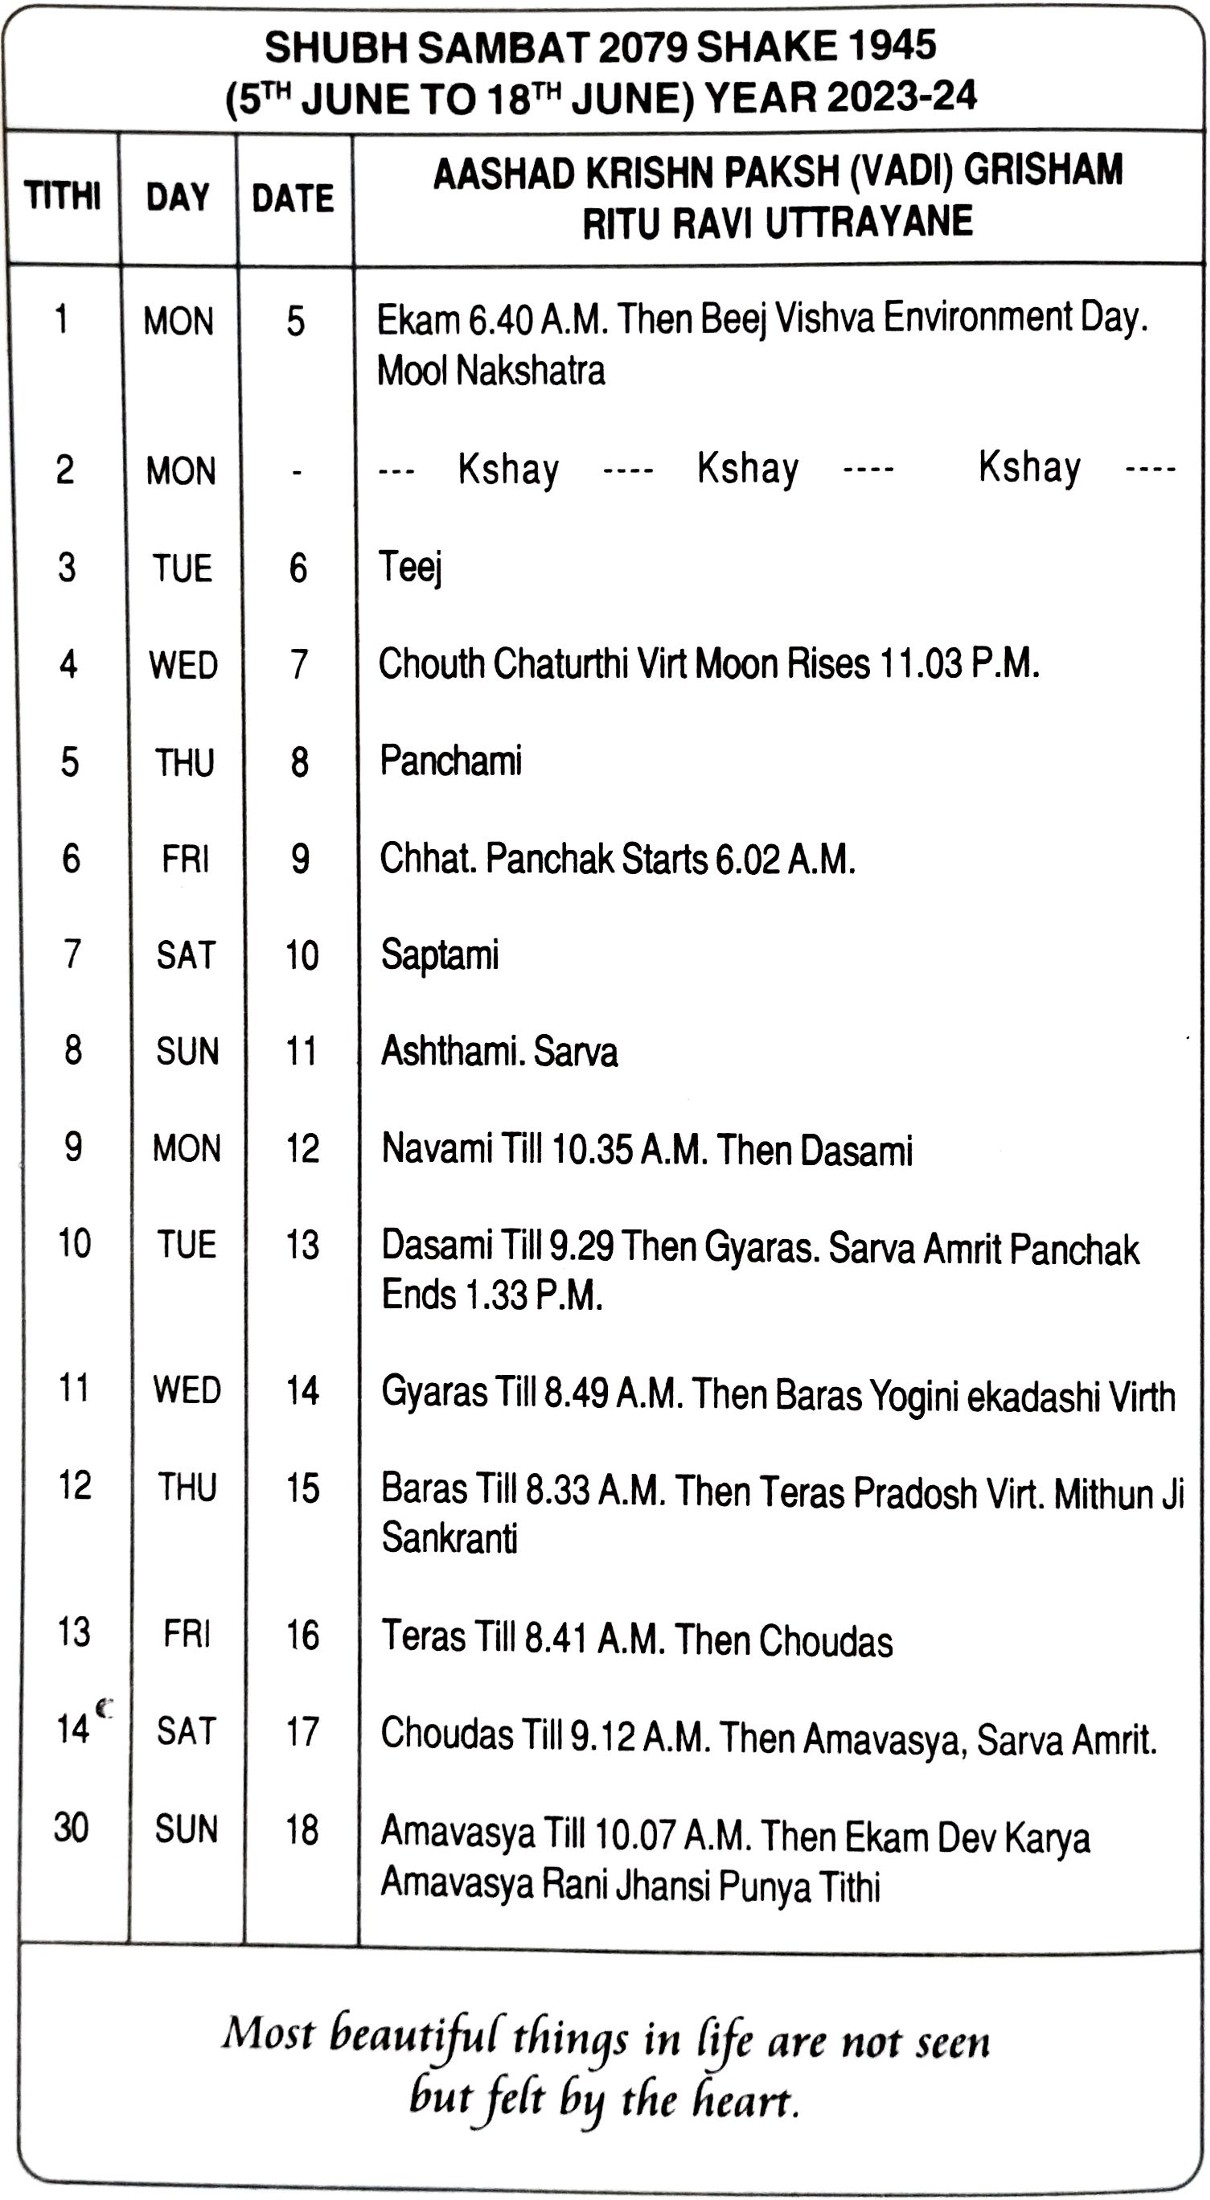 SHUBH SAMBAT 2079 SHAKE 1945
(5TH JUNE TO 18TH JUNE) YEAR 2023-24
TITHI DAY DATE AASHAD KRISHN PAKSH (VADI) GRISHAM
RITU RAVI UTTRAYANE
1 MON 5 Ekam 6.40 A.M. Then Beej Vishva Environment Day.
Mool Nakshatra
2 MON - --- Kshay ---- Kshay ---- Kshay ----
3 TUE 6 Teej
4 WED 7 Chouth Chaturthi Virt Moon Rises 11.03 P.M.
5 THU 8 Panchami
6 FRI 9 Chhat. Panchak Starts 6.02 A.M.
7 SAT 10 Saptami
8 SUN 11 Ashthami. Sarva
9 MON 12 Navami Till 10.35 A.M. Then Dasami
10 TUE 13 Dasami Till 9.29 Then Gyaras. Sarva Amrit Panchak
Ends 1.33 P.M.
11 WED 14 Gyaras Till 8.49 A.M. Then Baras Yogini ekadashi Virth
12 THU 15 Baras Till 8.33 A.M. Then Teras Pradosh Virt. Mithun Ji
Sankranti
13 FRI 16 Teras Till 8.41 A.M. Then Choudas
14 SAT 17 Choudas Till 9.12 A.M. Then Amavasya, Sarva Amrit.
30 SUN 18 Amavasya Till 10.07 A.M. Then Ekam Dev Karya
Amavasya Rani Jhansi Punya Tithi
Most beautiful things in life are not seen
but felt by the heart.